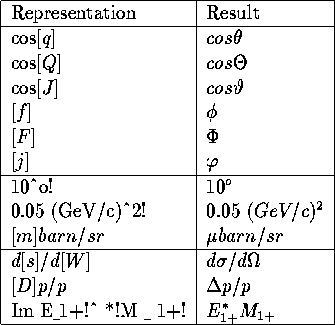 Representation Result
cos[q] cosθ
cos[Q] cosΘ
cos[J] cosϑ
[f] ϕ
[F] Φ
[j] φ
10^o! 10°
0.05 (GeV/c)^2! 0.05 (GeV/c)²
[m]barn/sr μbarn/sr
d[s]/d[W] dσ/dΩ
[D]p/p Δp/p
Im E_1+!^ *!M _ 1+! E*₁₊M₁₊